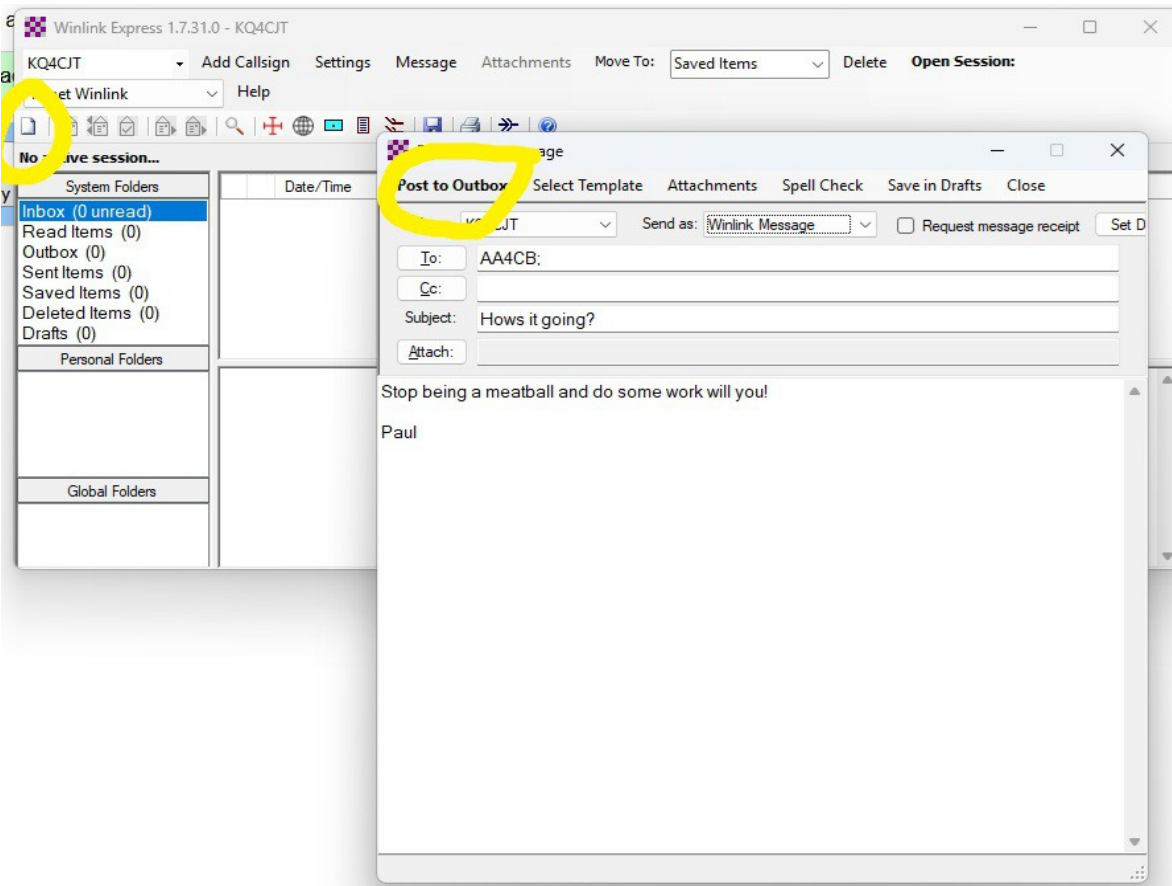 Winlink Express 1.7.31.0 - KQ4CJT
KQ4CJT Add Callsign Settings Message Attachments Move To: Saved Items Delete Open Session:
Winlink Help
No active session...
System Folders
Date/Time
Inbox (0 unread)
Read Items (0)
Outbox (0)
Sent Items (0)
Saved Items (0)
Deleted Items (0)
Drafts (0)
Personal Folders
Global Folders
Post to Outbox Select Template Attachments Spell Check Save in Drafts Close
Send as: Winlink Message Request message receipt Set D
To: AA4CB;
Cc:
Subject: Hows it going?
Attach:
Stop being a meatball and do some work will you!
Paul